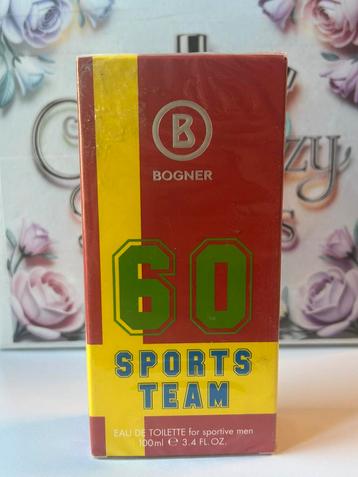 B
BOGNER
60
SPORTS
TEAM
EAU DE TOILETTE for sportive men
100ml e 3.4 FL.OZ.